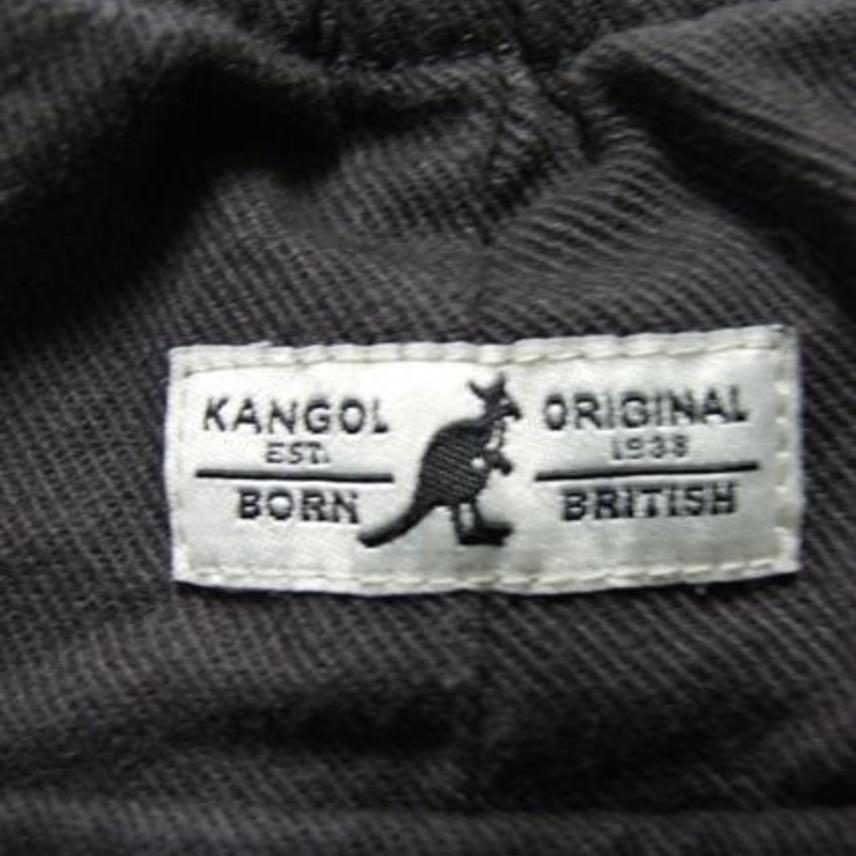 KANGOL ORIGINAL
EST. 1938
BORN BRITISH